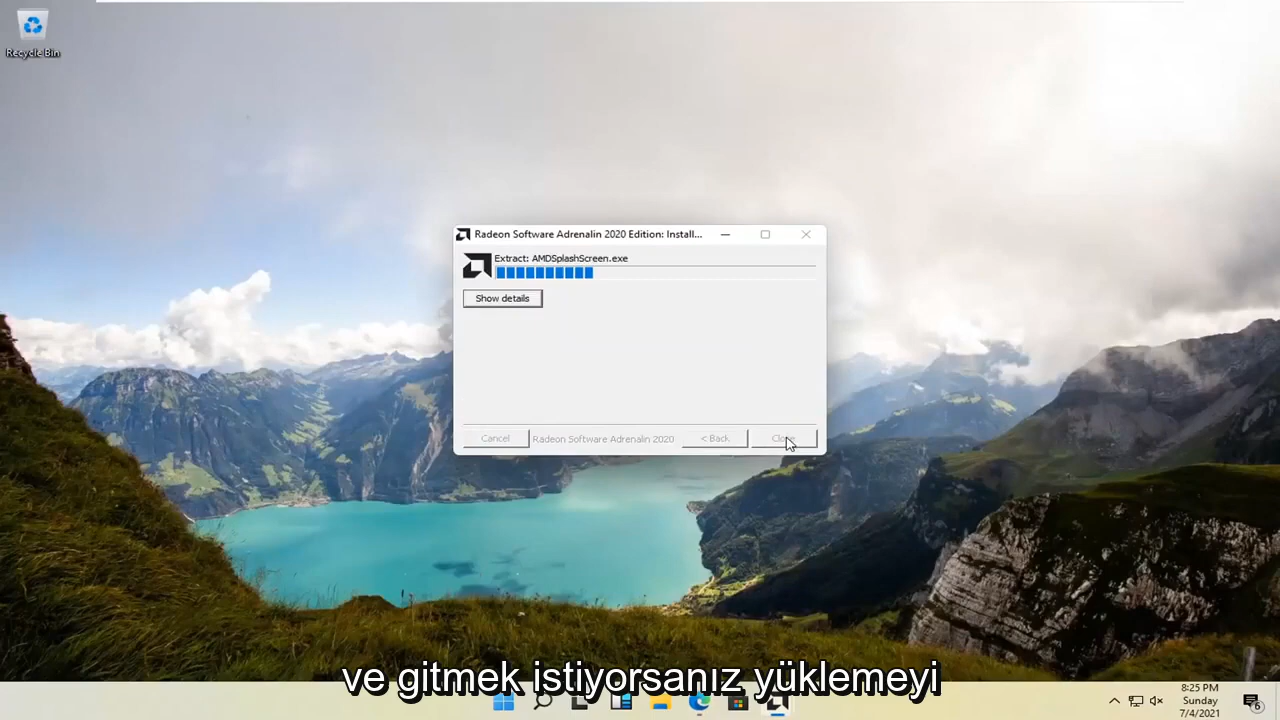 Recycle Bin
Radeon Software Adrenalin 2020 Edition: Install...
Extract: AMDSplashScreen.exe
Show details
Cancel
Radeon Software Adrenalin 2020
< Back
ve gitmek istiyorsanız yüklemeyi
8:25 PM
Sunday
7/4/2021
6